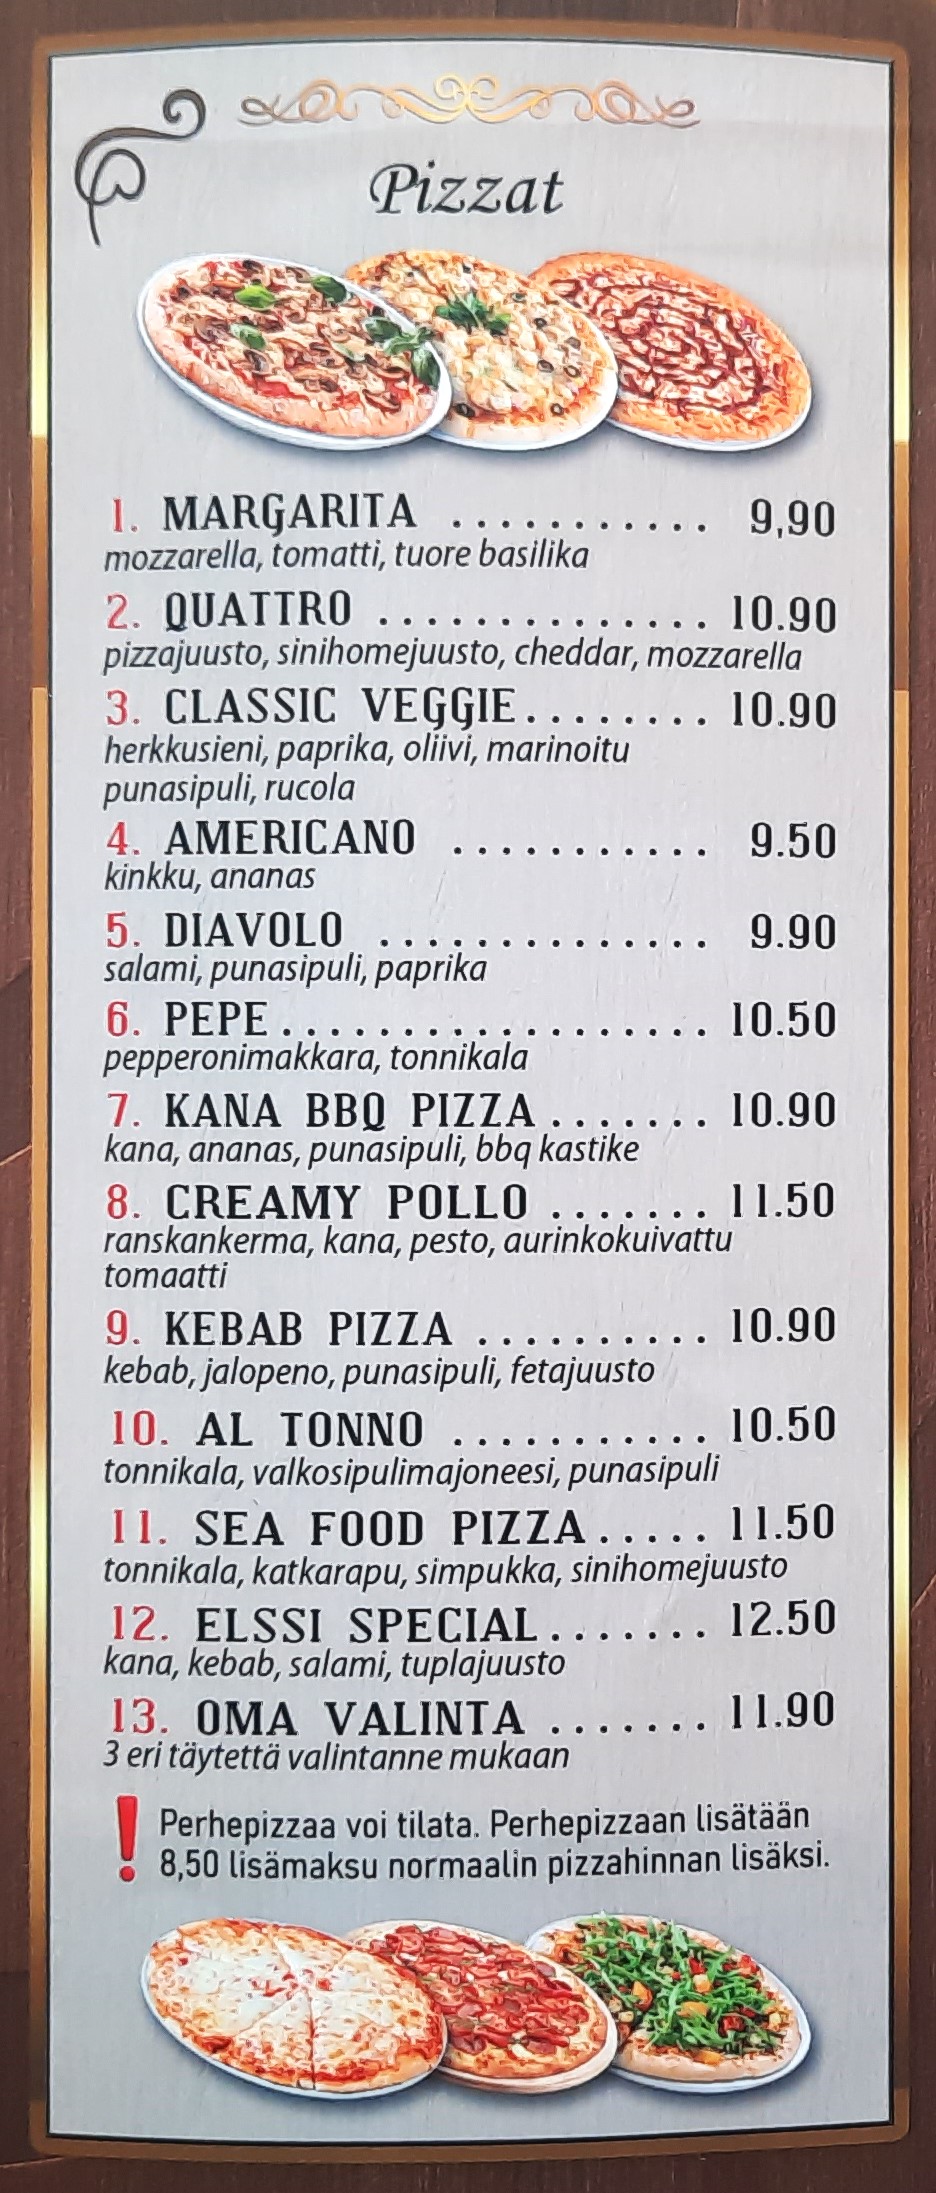 Pizzat
1. MARGARITA ........... 9,90
mozzarella, tomatti, tuore basilika
2. QUATTRO .............. 10.90
pizzajuusto, sinihomejuusto, cheddar, mozzarella
3. CLASSIC VEGGIE........ 10.90
herkkusieni, paprika, oliivi, marinoitu
punasipuli, rucola
4. AMERICANO ........... 9.50
kinkku, ananas
5. DIAVOLO .............. 9.90
salami, punasipuli, paprika
6. PEPE.................. 10.50
pepperonimakkara, tonnikala
7. KANA BBQ PIZZA ....... 10.90
kana, ananas, punasipuli, bbq kastike
8. CREAMY POLLO ....... 11.50
ranskankerma, kana, pesto, aurinkokuivattu
tomaatti
9. KEBAB PIZZA .......... 10.90
kebab, jalopeno, punasipuli, fetajuusto
10. AL TONNO ........... 10.50
tonnikala, valkosipulimajoneesi, punasipuli
11. SEA FOOD PIZZA..... 11.50
tonnikala, katkarapu, simpukka, sinihomejuusto
12. ELSSI SPECIAL....... 12.50
kana, kebab, salami, tuplajuusto
13. OMA VALINTA ....... 11.90
3 eri täytettä valintanne mukaan
! Perhepizzaa voi tilata. Perhepizzaan lisätään
8,50 lisämaksu normaalin pizzahinnan lisäksi.